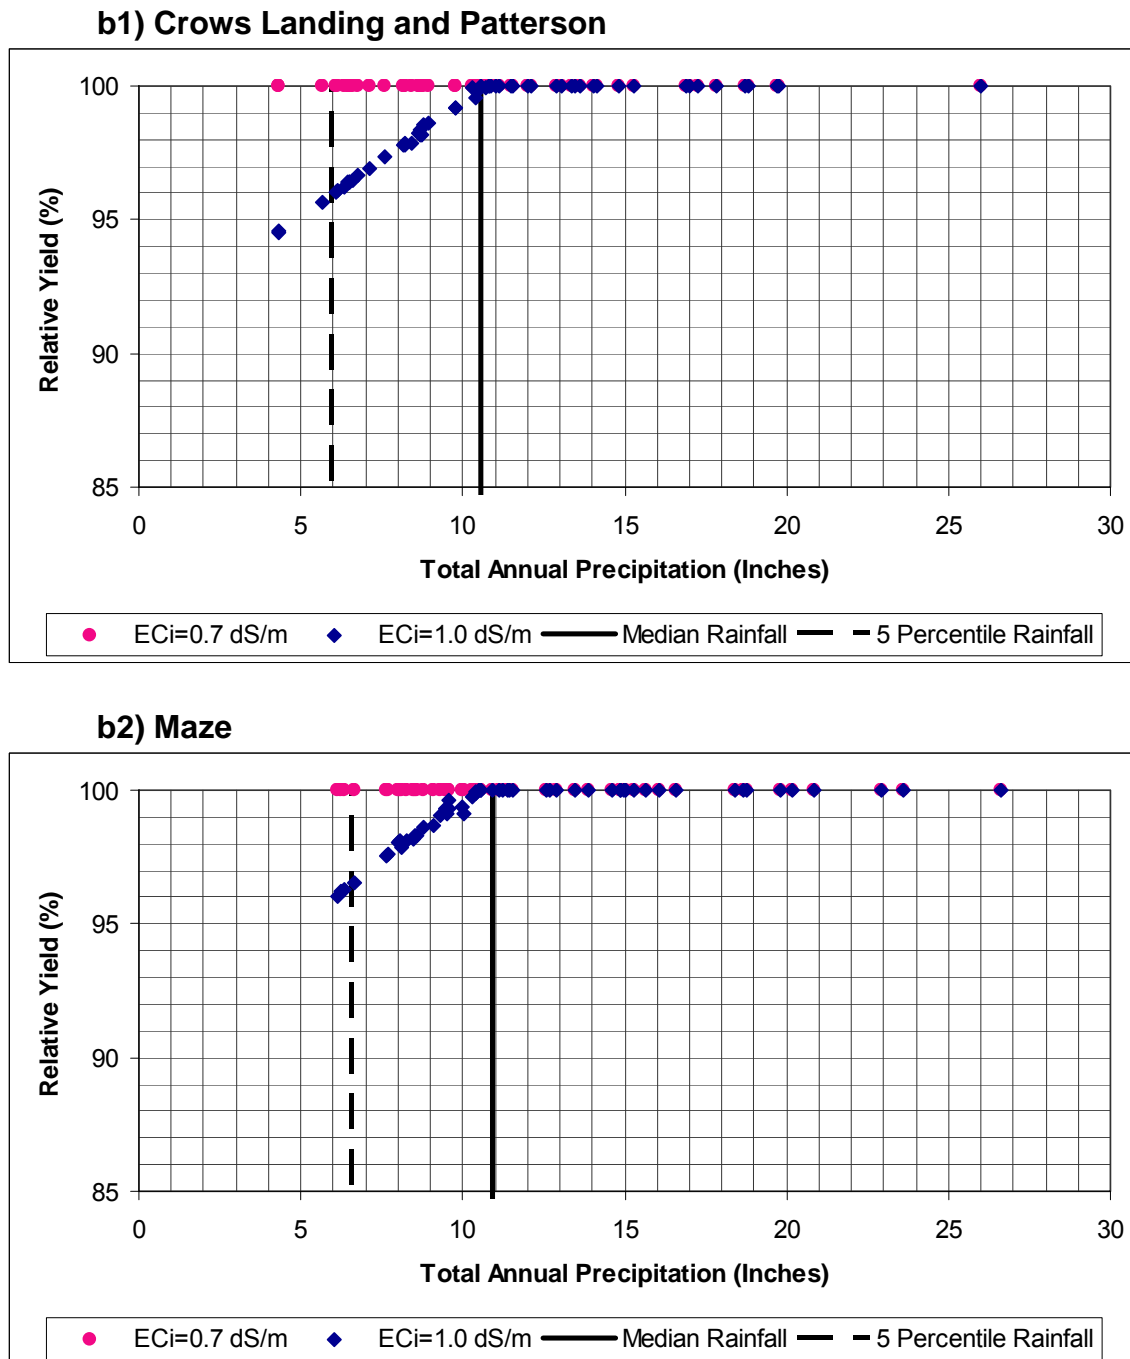 b1) Crows Landing and Patterson
100
95
90
85
Relative Yield (%)
0 5 10 15 20 25 30
Total Annual Precipitation (Inches)
ECi=0.7 dS/m ECi=1.0 dS/m Median Rainfall 5 Percentile Rainfall
b2) Maze
100
95
90
85
Relative Yield (%)
0 5 10 15 20 25 30
Total Annual Precipitation (Inches)
ECi=0.7 dS/m ECi=1.0 dS/m Median Rainfall 5 Percentile Rainfall